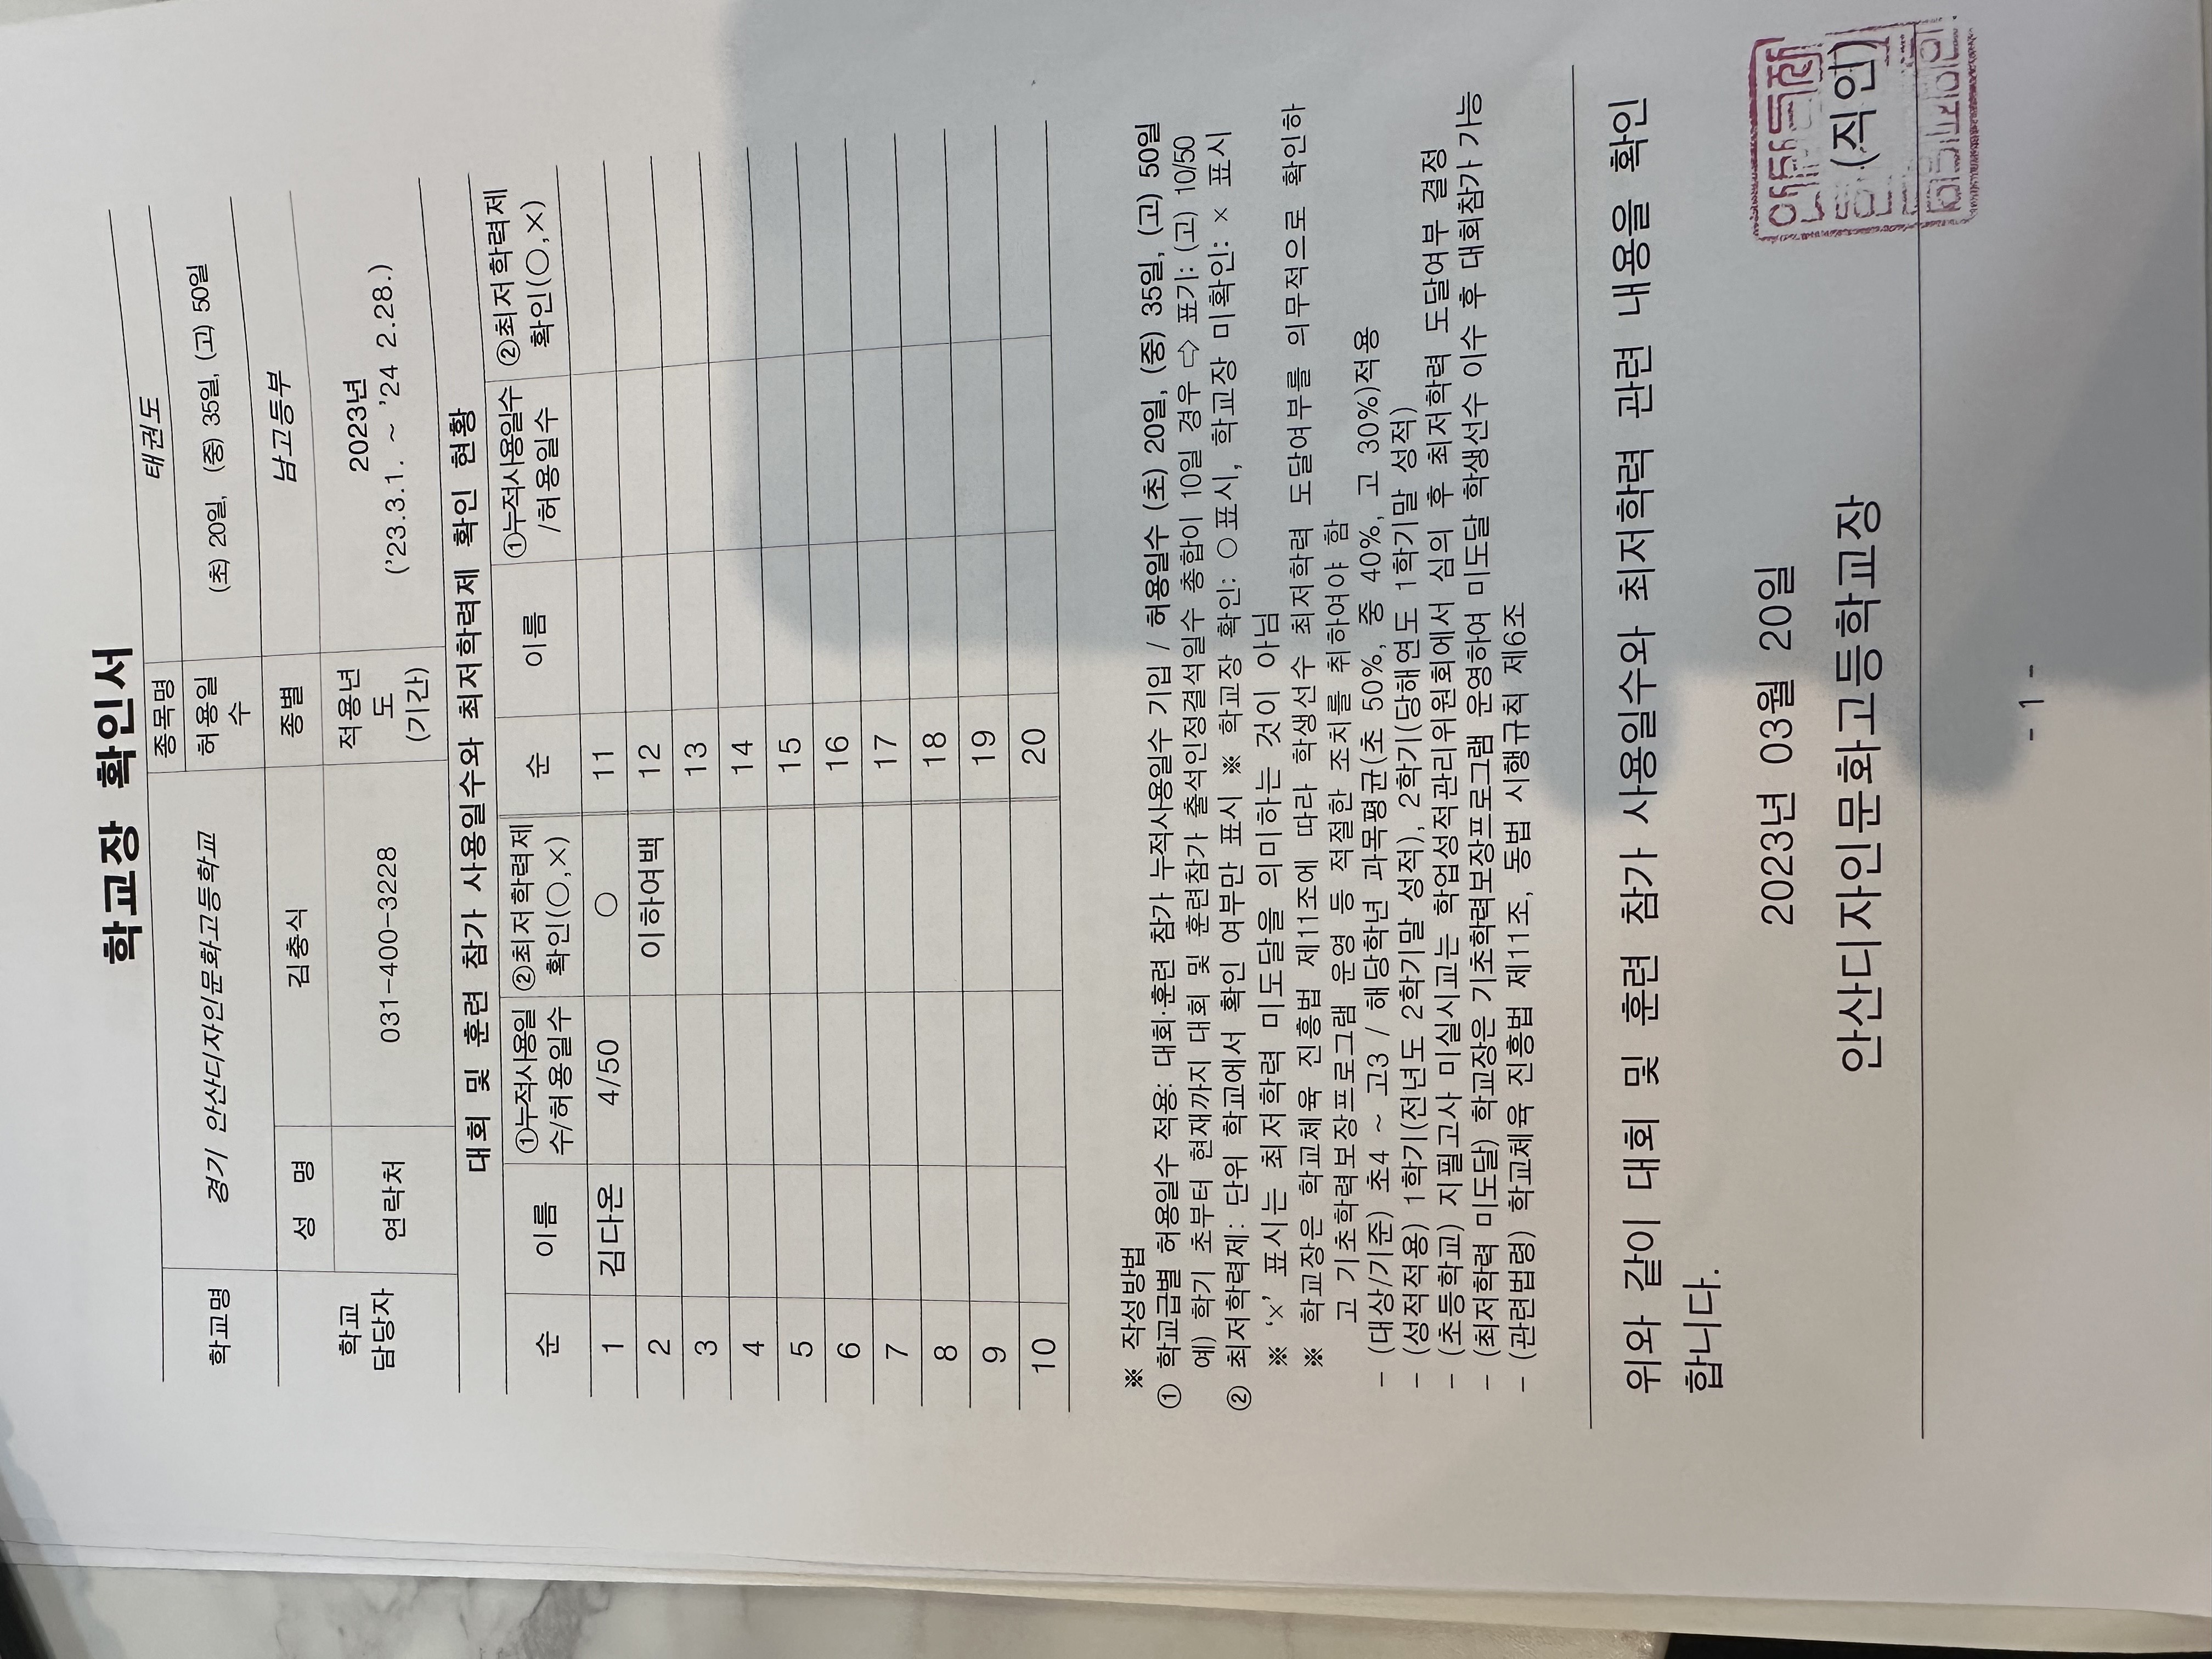 학교장 확인서
학교명 경기 안산디자인문화고등학교 종목명 태권도
허용일수 (초) 20일, (중) 35일, (고) 50일
학교 담당자 성 명 김충식 종별 남고등부
연락처 031-400-3228 적용년도 (기간) 2023년 ('23.3.1. ~ '24 2.28.)
대회 및 훈련 참가 사용일수와 최저학력제 확인 현황
순 이름 ①누적사용일수/허용일수 ②최저학력제 확인(○,×) 순 이름 ①누적사용일수/허용일수 ②최저학력제 확인(○,×)
1 김다온 4/50 ○ 11
2 이하여백 12
3 13
4 14
5 15
6 16
7 17
8 18
9 19
10 20
※ 작성방법
① 학교급별 허용일수 적용: 대회·훈련 참가 누적사용일수 기입 / 허용일수 (초) 20일, (중) 35일, (고) 50일
예) 학기 초부터 현재까지 대회 및 훈련참가 출석인정결석일수 총합이 10일 경우 ⇨ 표기: (고) 10/50
② 최저학력제: 단위 학교에서 확인 여부만 표시 ※ 학교장 확인: ○표시, 학교장 미확인: × 표시
※ '×' 표시는 최저학력 미도달을 의미하는 것이 아님
※ 학교장은 학교체육 진흥법 제11조에 따라 학생선수 최저학력 도달여부를 의무적으로 확인하
고 기초학력보장프로그램 운영 등 적절한 조치를 취하여야 함
- (대상/기준) 초4 ~ 고3 / 해당학년 과목평균(초 50%, 중 40%, 고 30%)적용
- (성적적용) 1학기(전년도 2학기말 성적), 2학기(당해연도 1학기말 성적)
- (초등학교) 지필고사 미실시교는 학업성적관리위원회에서 심의 후 최저학력 도달여부 결정
- (최저학력 미도달) 학교장은 기초학력보장프로그램 운영하여 미도달 학생선수 이수 후 대회참가 가능
- (관련법령) 학교체육 진흥법 제11조, 동법 시행규칙 제6조
위와 같이 대회 및 훈련 참가 사용일수와 최저학력 관련 내용을 확인
합니다.
2023년 03월 20일
안산디자인문화고등학교장 (직인)
- 1 -